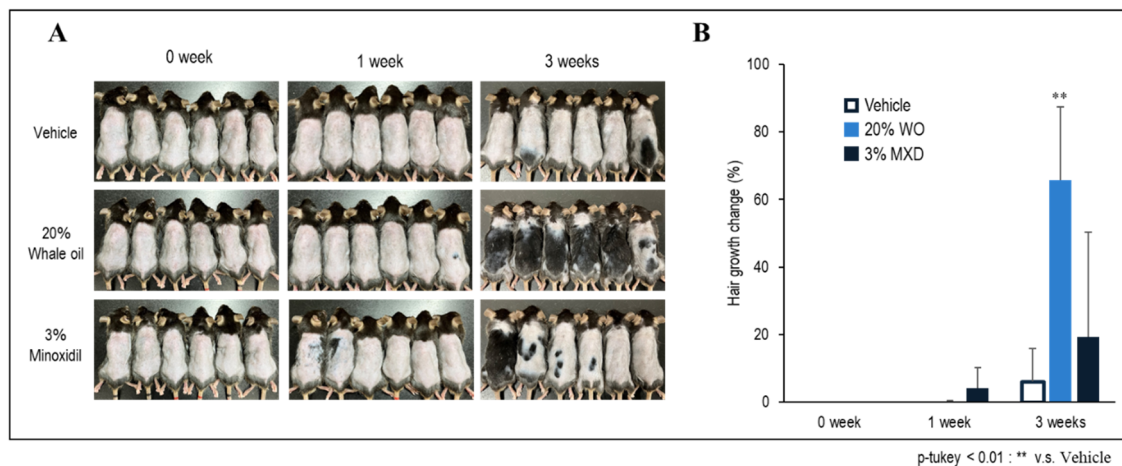 A
0 week
1 week
3 weeks
Vehicle
20%
Whale oil
3%
Minoxidil
B
Hair growth change (%)
100
80
60
40
20
0
Vehicle
20% WO
3% MXD
**
0 week
1 week
3 weeks
p-tukey < 0.01 : ** v.s. Vehicle